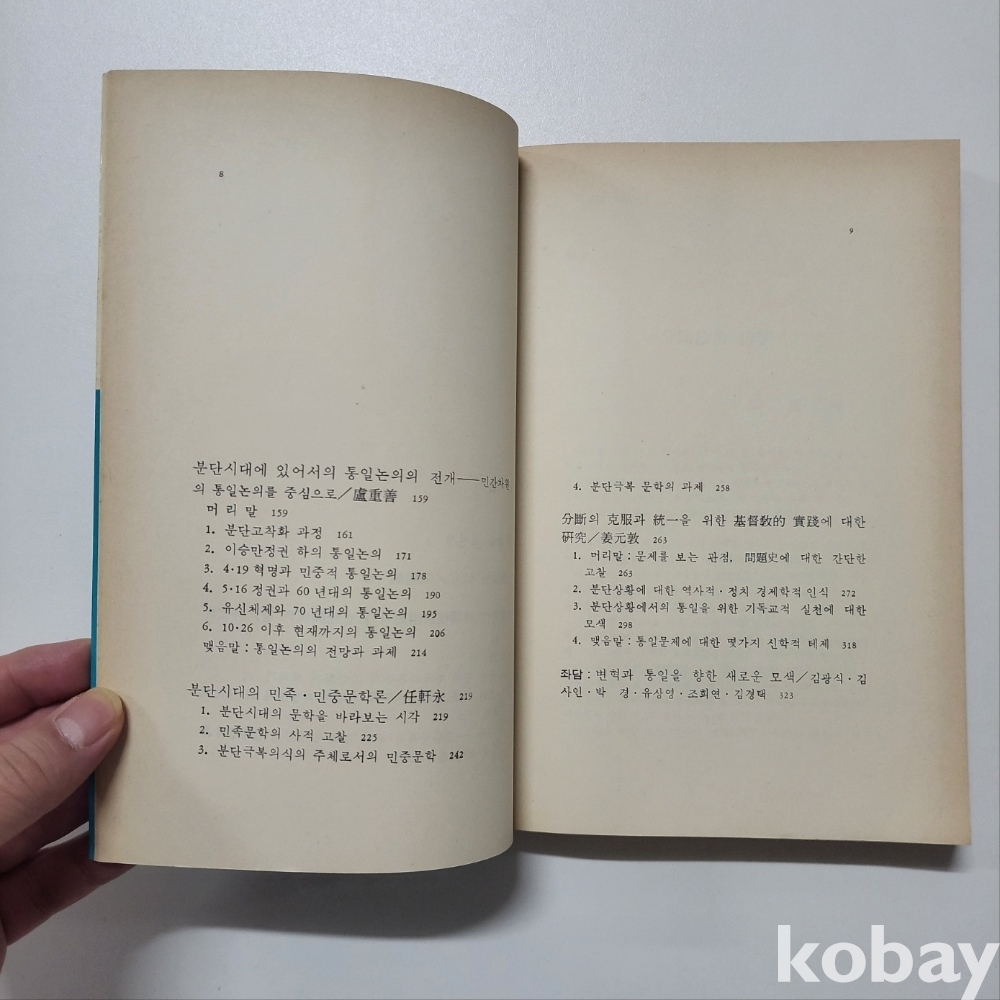 8
분단시대에 있어서의 통일논의의 전개──민간차원
의 통일논의를 중심으로/盧重善 159
머 리 말 159
1. 분단고착화 과정 161
2. 이승만정권 하의 통일논의 171
3. 4·19 혁명과 민중적 통일논의 178
4. 5·16 정권과 60 년대의 통일논의 190
5. 유신체제와 70 년대의 통일논의 195
6. 10·26 이후 현재까지의 통일논의 206
맺음말 : 통일논의의 전망과 과제 214
분단시대의 민족·민중문학론/任軒永 219
1. 분단시대의 문학을 바라보는 시각 219
2. 민족문학의 사적 고찰 225
3. 분단극복의식의 주체로서의 민중문학 242
9
4. 분단극복 문학의 과제 258
分斷의 克服과 統一을 위한 基督敎的 實踐에 대한
硏究/姜元敦 263
1. 머리말 : 문제를 보는 관점, 問題史에 대한 간단한
고찰 263
2. 분단상황에 대한 역사적·정치 경제학적 인식 272
3. 분단상황에서의 통일을 위한 기독교적 실천에 대한
모색 298
4. 맺음말 : 통일문제에 대한 몇가지 신학적 테제 318
좌담 : 변혁과 통일을 향한 새로운 모색/김광식·김
사인·박 경·유상영·조희연·김경택 323
kobay